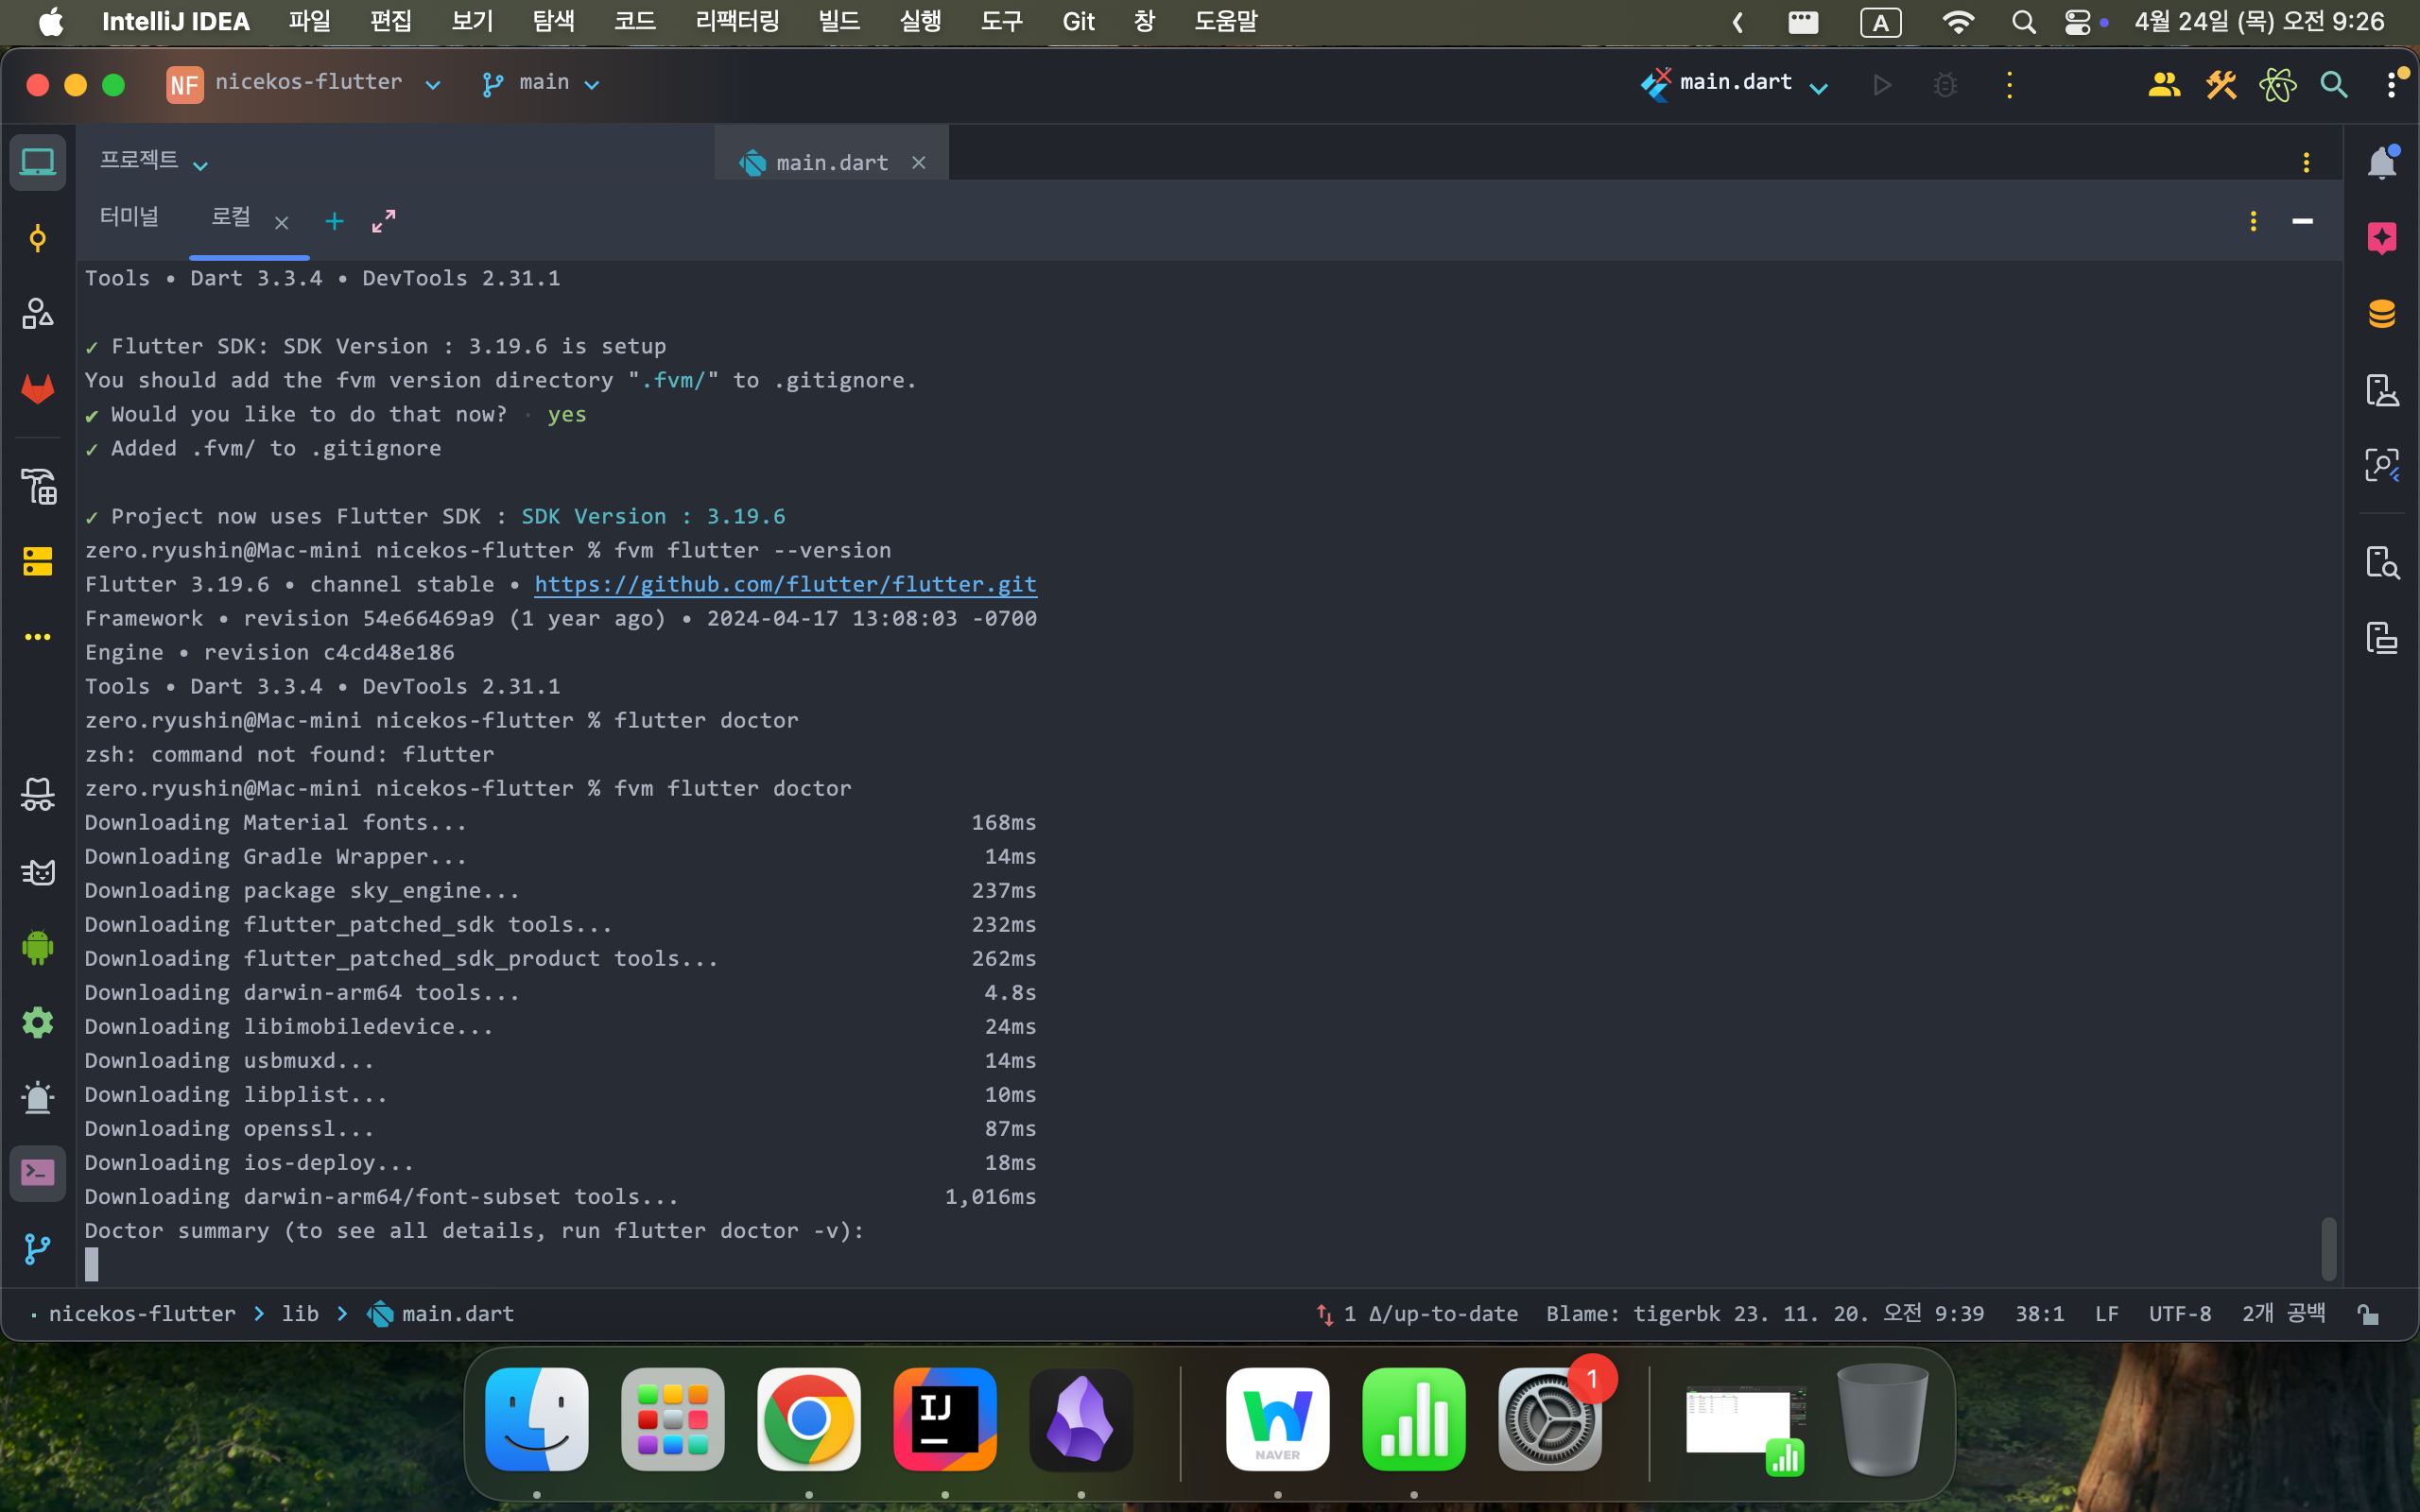 IntelliJ IDEA 파일 편집 보기 탐색 코드 리팩터링 빌드 실행 도구 Git 창 도움말 A 4월 24일 (목) 오전 9:26
NF nicekos-flutter main main.dart
프로젝트 main.dart
터미널 로컬
Tools • Dart 3.3.4 • DevTools 2.31.1
✓ Flutter SDK: SDK Version : 3.19.6 is setup
You should add the fvm version directory ".fvm/" to .gitignore.
✔ Would you like to do that now? · yes
✓ Added .fvm/ to .gitignore
✓ Project now uses Flutter SDK : SDK Version : 3.19.6
zero.ryushin@Mac-mini nicekos-flutter % fvm flutter --version
Flutter 3.19.6 • channel stable • https://github.com/flutter/flutter.git
Framework • revision 54e66469a9 (1 year ago) • 2024-04-17 13:08:03 -0700
Engine • revision c4cd48e186
Tools • Dart 3.3.4 • DevTools 2.31.1
zero.ryushin@Mac-mini nicekos-flutter % flutter doctor
zsh: command not found: flutter
zero.ryushin@Mac-mini nicekos-flutter % fvm flutter doctor
Downloading Material fonts... 168ms
Downloading Gradle Wrapper... 14ms
Downloading package sky_engine... 237ms
Downloading flutter_patched_sdk tools... 232ms
Downloading flutter_patched_sdk_product tools... 262ms
Downloading darwin-arm64 tools... 4.8s
Downloading libimobiledevice... 24ms
Downloading usbmuxd... 14ms
Downloading libplist... 10ms
Downloading openssl... 87ms
Downloading ios-deploy... 18ms
Downloading darwin-arm64/font-subset tools... 1,016ms
Doctor summary (to see all details, run flutter doctor -v):
nicekos-flutter > lib > main.dart 1 Δ/up-to-date Blame: tigerbk 23. 11. 20. 오전 9:39 38:1 LF UTF-8 2개 공백
IJ NAVER 1